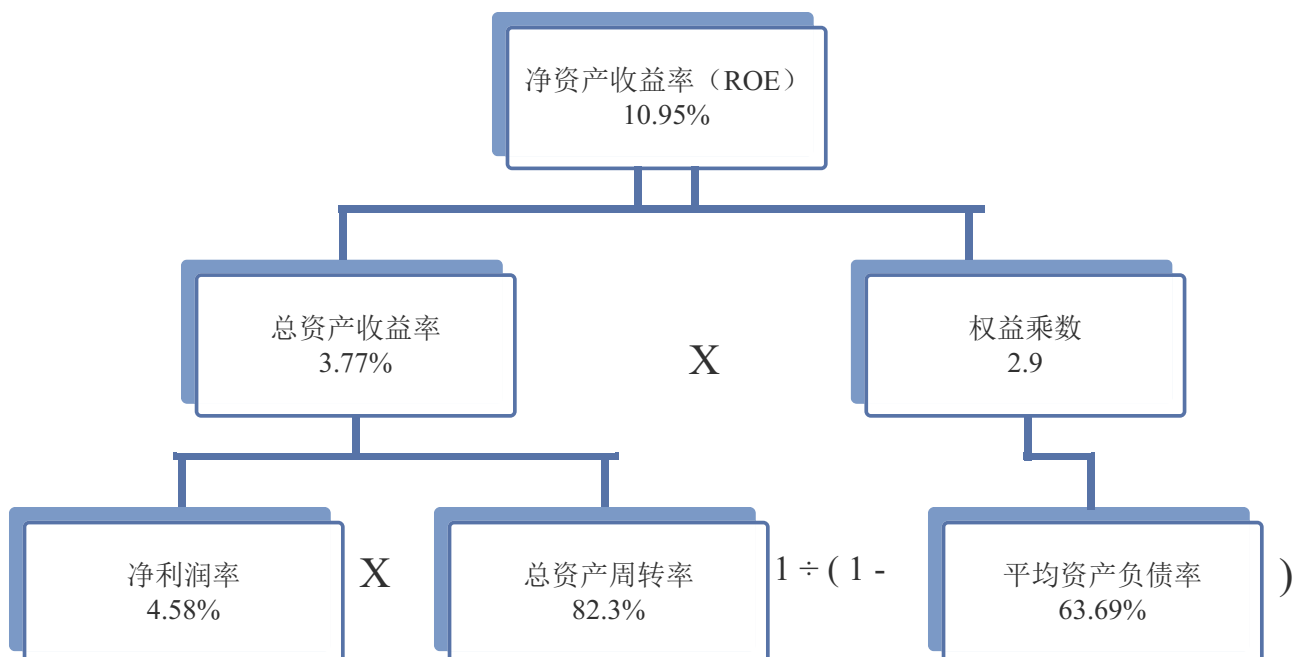 净资产收益率（ROE）
10.95%
总资产收益率
3.77%
X
权益乘数
2.9
净利润率
4.58%
X
总资产周转率
82.3%
1 ÷ ( 1 -
平均资产负债率
63.69%
)